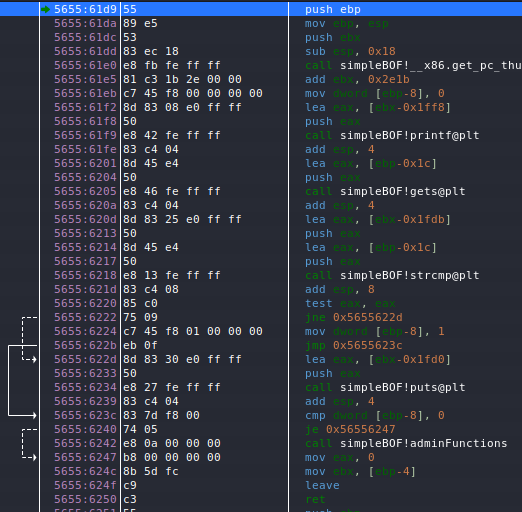 5655:61d9 55 push ebp
5655:61da 89 e5 mov ebp, esp
5655:61dc 53 push ebx
5655:61dd 83 ec 18 sub esp, 0x18
5655:61e0 e8 fb fe ff ff call simpleBOF!__x86.get_pc_thu
5655:61e5 81 c3 1b 2e 00 00 add ebx, 0x2e1b
5655:61eb c7 45 f8 00 00 00 00 mov dword [ebp-8], 0
5655:61f2 8d 83 08 e0 ff ff lea eax, [ebx-0x1ff8]
5655:61f8 50 push eax
5655:61f9 e8 42 fe ff ff call simpleBOF!printf@plt
5655:61fe 83 c4 04 add esp, 4
5655:6201 8d 45 e4 lea eax, [ebp-0x1c]
5655:6204 50 push eax
5655:6205 e8 46 fe ff ff call simpleBOF!gets@plt
5655:620a 83 c4 04 add esp, 4
5655:620d 8d 83 25 e0 ff ff lea eax, [ebx-0x1fdb]
5655:6213 50 push eax
5655:6214 8d 45 e4 lea eax, [ebp-0x1c]
5655:6217 50 push eax
5655:6218 e8 13 fe ff ff call simpleBOF!strcmp@plt
5655:621d 83 c4 08 add esp, 8
5655:6220 85 c0 test eax, eax
5655:6222 75 09 jne 0x5655622d
5655:6224 c7 45 f8 01 00 00 00 mov dword [ebp-8], 1
5655:622b eb 0f jmp 0x5655623c
5655:622d 8d 83 30 e0 ff ff lea eax, [ebx-0x1fd0]
5655:6233 50 push eax
5655:6234 e8 27 fe ff ff call simpleBOF!puts@plt
5655:6239 83 c4 04 add esp, 4
5655:623c 83 7d f8 00 cmp dword [ebp-8], 0
5655:6240 74 05 je 0x56556247
5655:6242 e8 0a 00 00 00 call simpleBOF!adminFunctions
5655:6247 b8 00 00 00 00 mov eax, 0
5655:624c 8b 5d fc mov ebx, [ebp-4]
5655:624f c9 leave
5655:6250 c3 ret